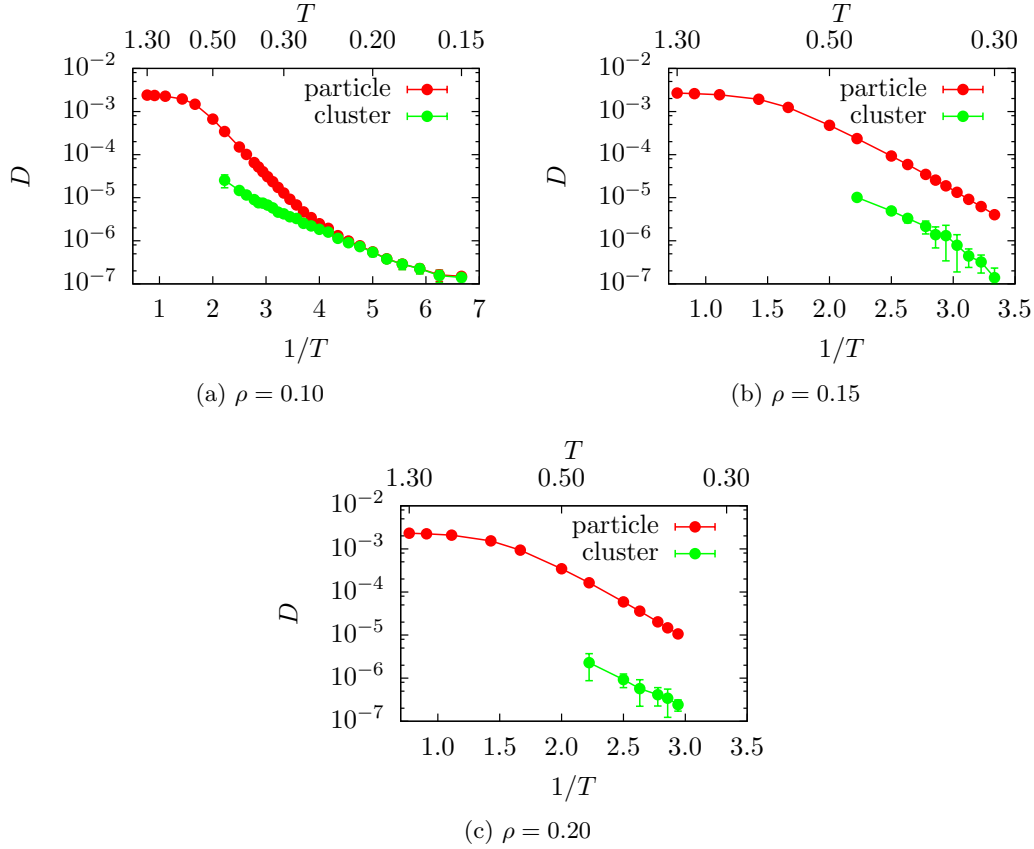 T
1.30 0.50 0.30 0.20 0.15
10⁻²
10⁻³
10⁻⁴
10⁻⁵
10⁻⁶
10⁻⁷
D
particle
cluster
1 2 3 4 5 6 7
1/T
(a) ρ = 0.10
T
1.30 0.50 0.30
10⁻²
10⁻³
10⁻⁴
10⁻⁵
10⁻⁶
10⁻⁷
D
particle
cluster
1.0 1.5 2.0 2.5 3.0 3.5
1/T
(b) ρ = 0.15
T
1.30 0.50 0.30
10⁻²
10⁻³
10⁻⁴
10⁻⁵
10⁻⁶
10⁻⁷
D
particle
cluster
1.0 1.5 2.0 2.5 3.0 3.5
1/T
(c) ρ = 0.20